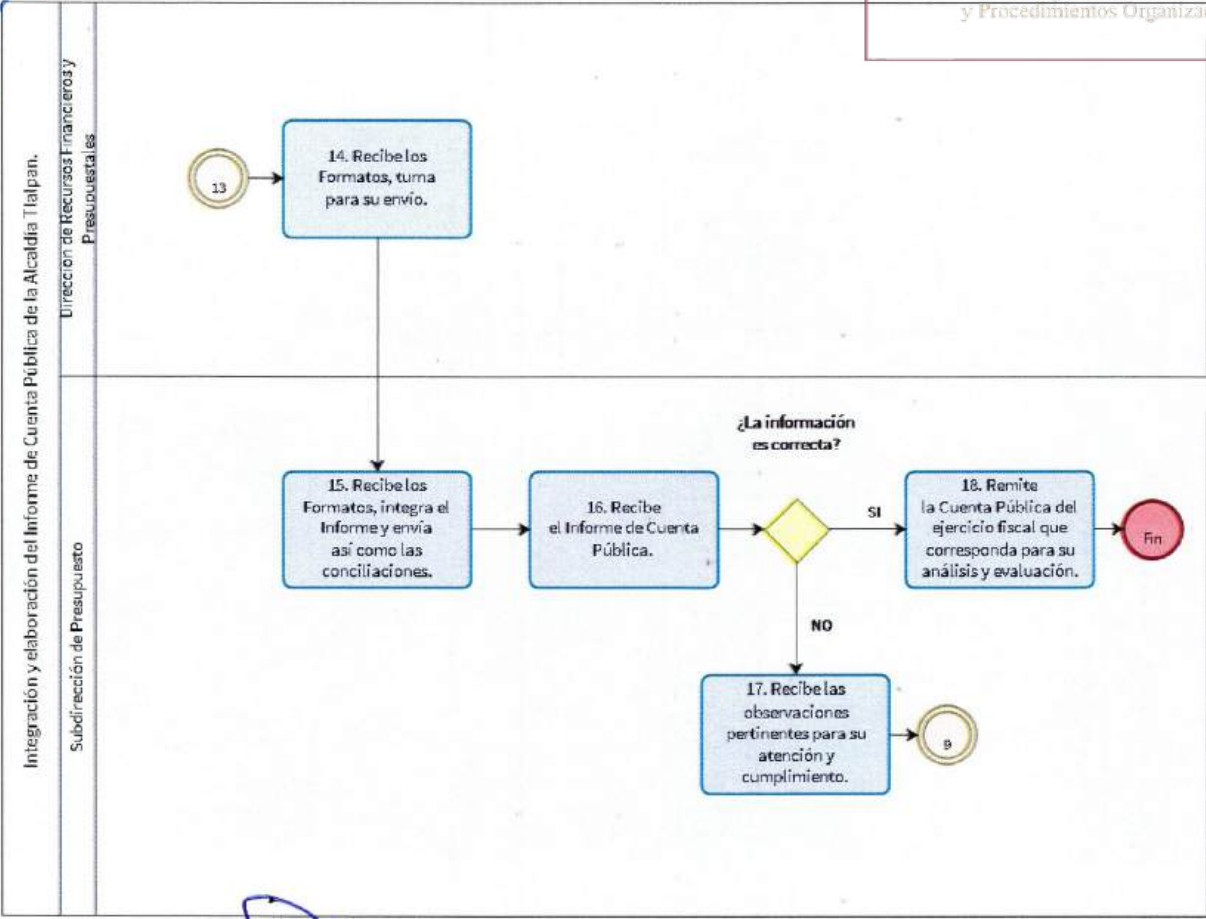 y Procedimientos Organiza
Integración y elaboración del Informe de Cuenta Pública de la Alcaldía Tlalpan.
Dirección de Recursos Financieros y
Presupuestales
13
14. Recibe los
Formatos, turna
para su envío.
Subdirección de Presupuesto
15. Recibe los
Formatos, integra el
Informe y envía
así como las
conciliaciones.
16. Recibe
el Informe de Cuenta
Pública.
¿La información
es correcta?
SI
18. Remite
la Cuenta Pública del
ejercicio fiscal que
corresponda para su
análisis y evaluación.
Fin
NO
17. Recibe las
observaciones
pertinentes para su
atención y
cumplimiento.
9